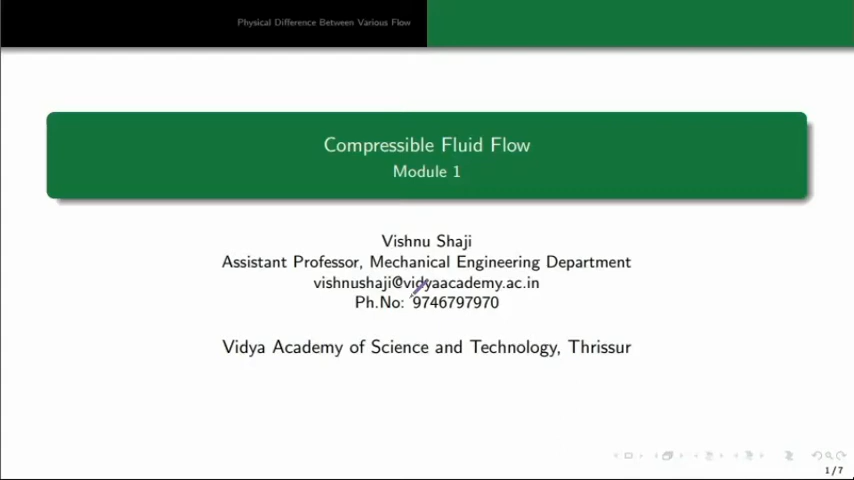 Physical Difference Between Various Flow
Compressible Fluid Flow
Module 1
Vishnu Shaji
Assistant Professor, Mechanical Engineering Department
vishnushaji@vidyaacademy.ac.in
Ph.No: 9746797970
Vidya Academy of Science and Technology, Thrissur
1/7